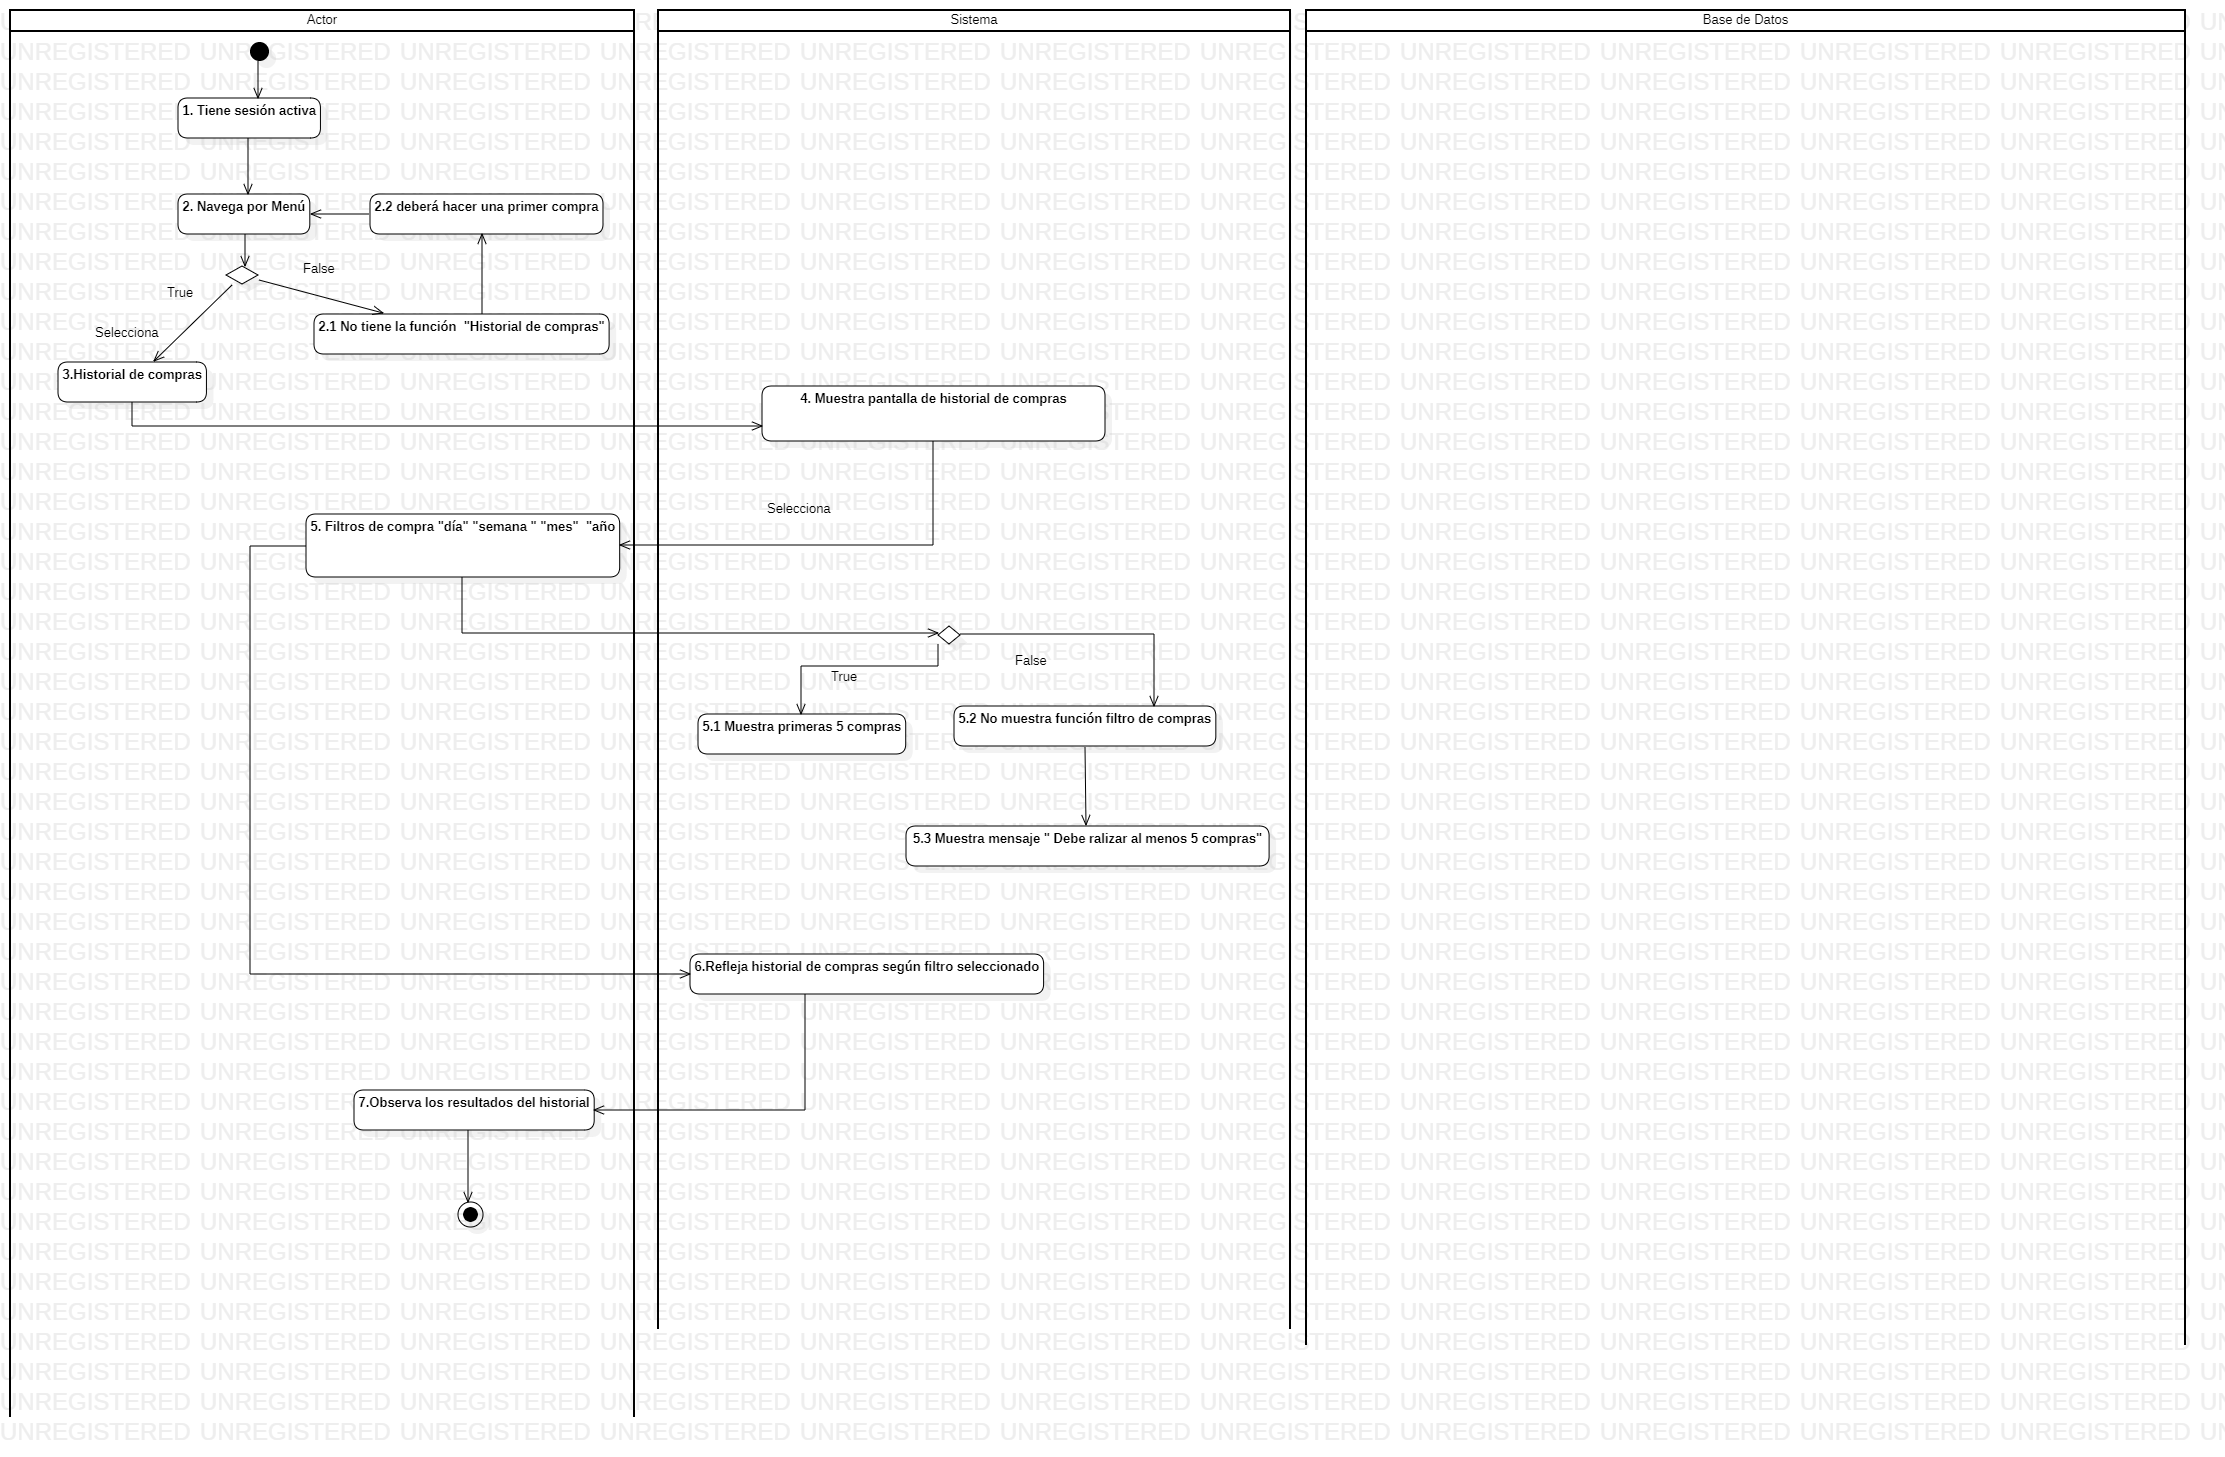 Actor
Sistema
Base de Datos
1. Tiene sesión activa
2. Navega por Menú
2.2 deberá hacer una primer compra
False
True
Selecciona
2.1 No tiene la función  "Historial de compras"
3.Historial de compras
4. Muestra pantalla de historial de compras
Selecciona
5. Filtros de compra "día" "semana " "mes"  "año
False
True
5.1 Muestra primeras 5 compras
5.2 No muestra función filtro de compras
5.3 Muestra mensaje " Debe ralizar al menos 5 compras"
6.Refleja historial de compras según filtro seleccionado
7.Observa los resultados del historial
UNREGISTERED